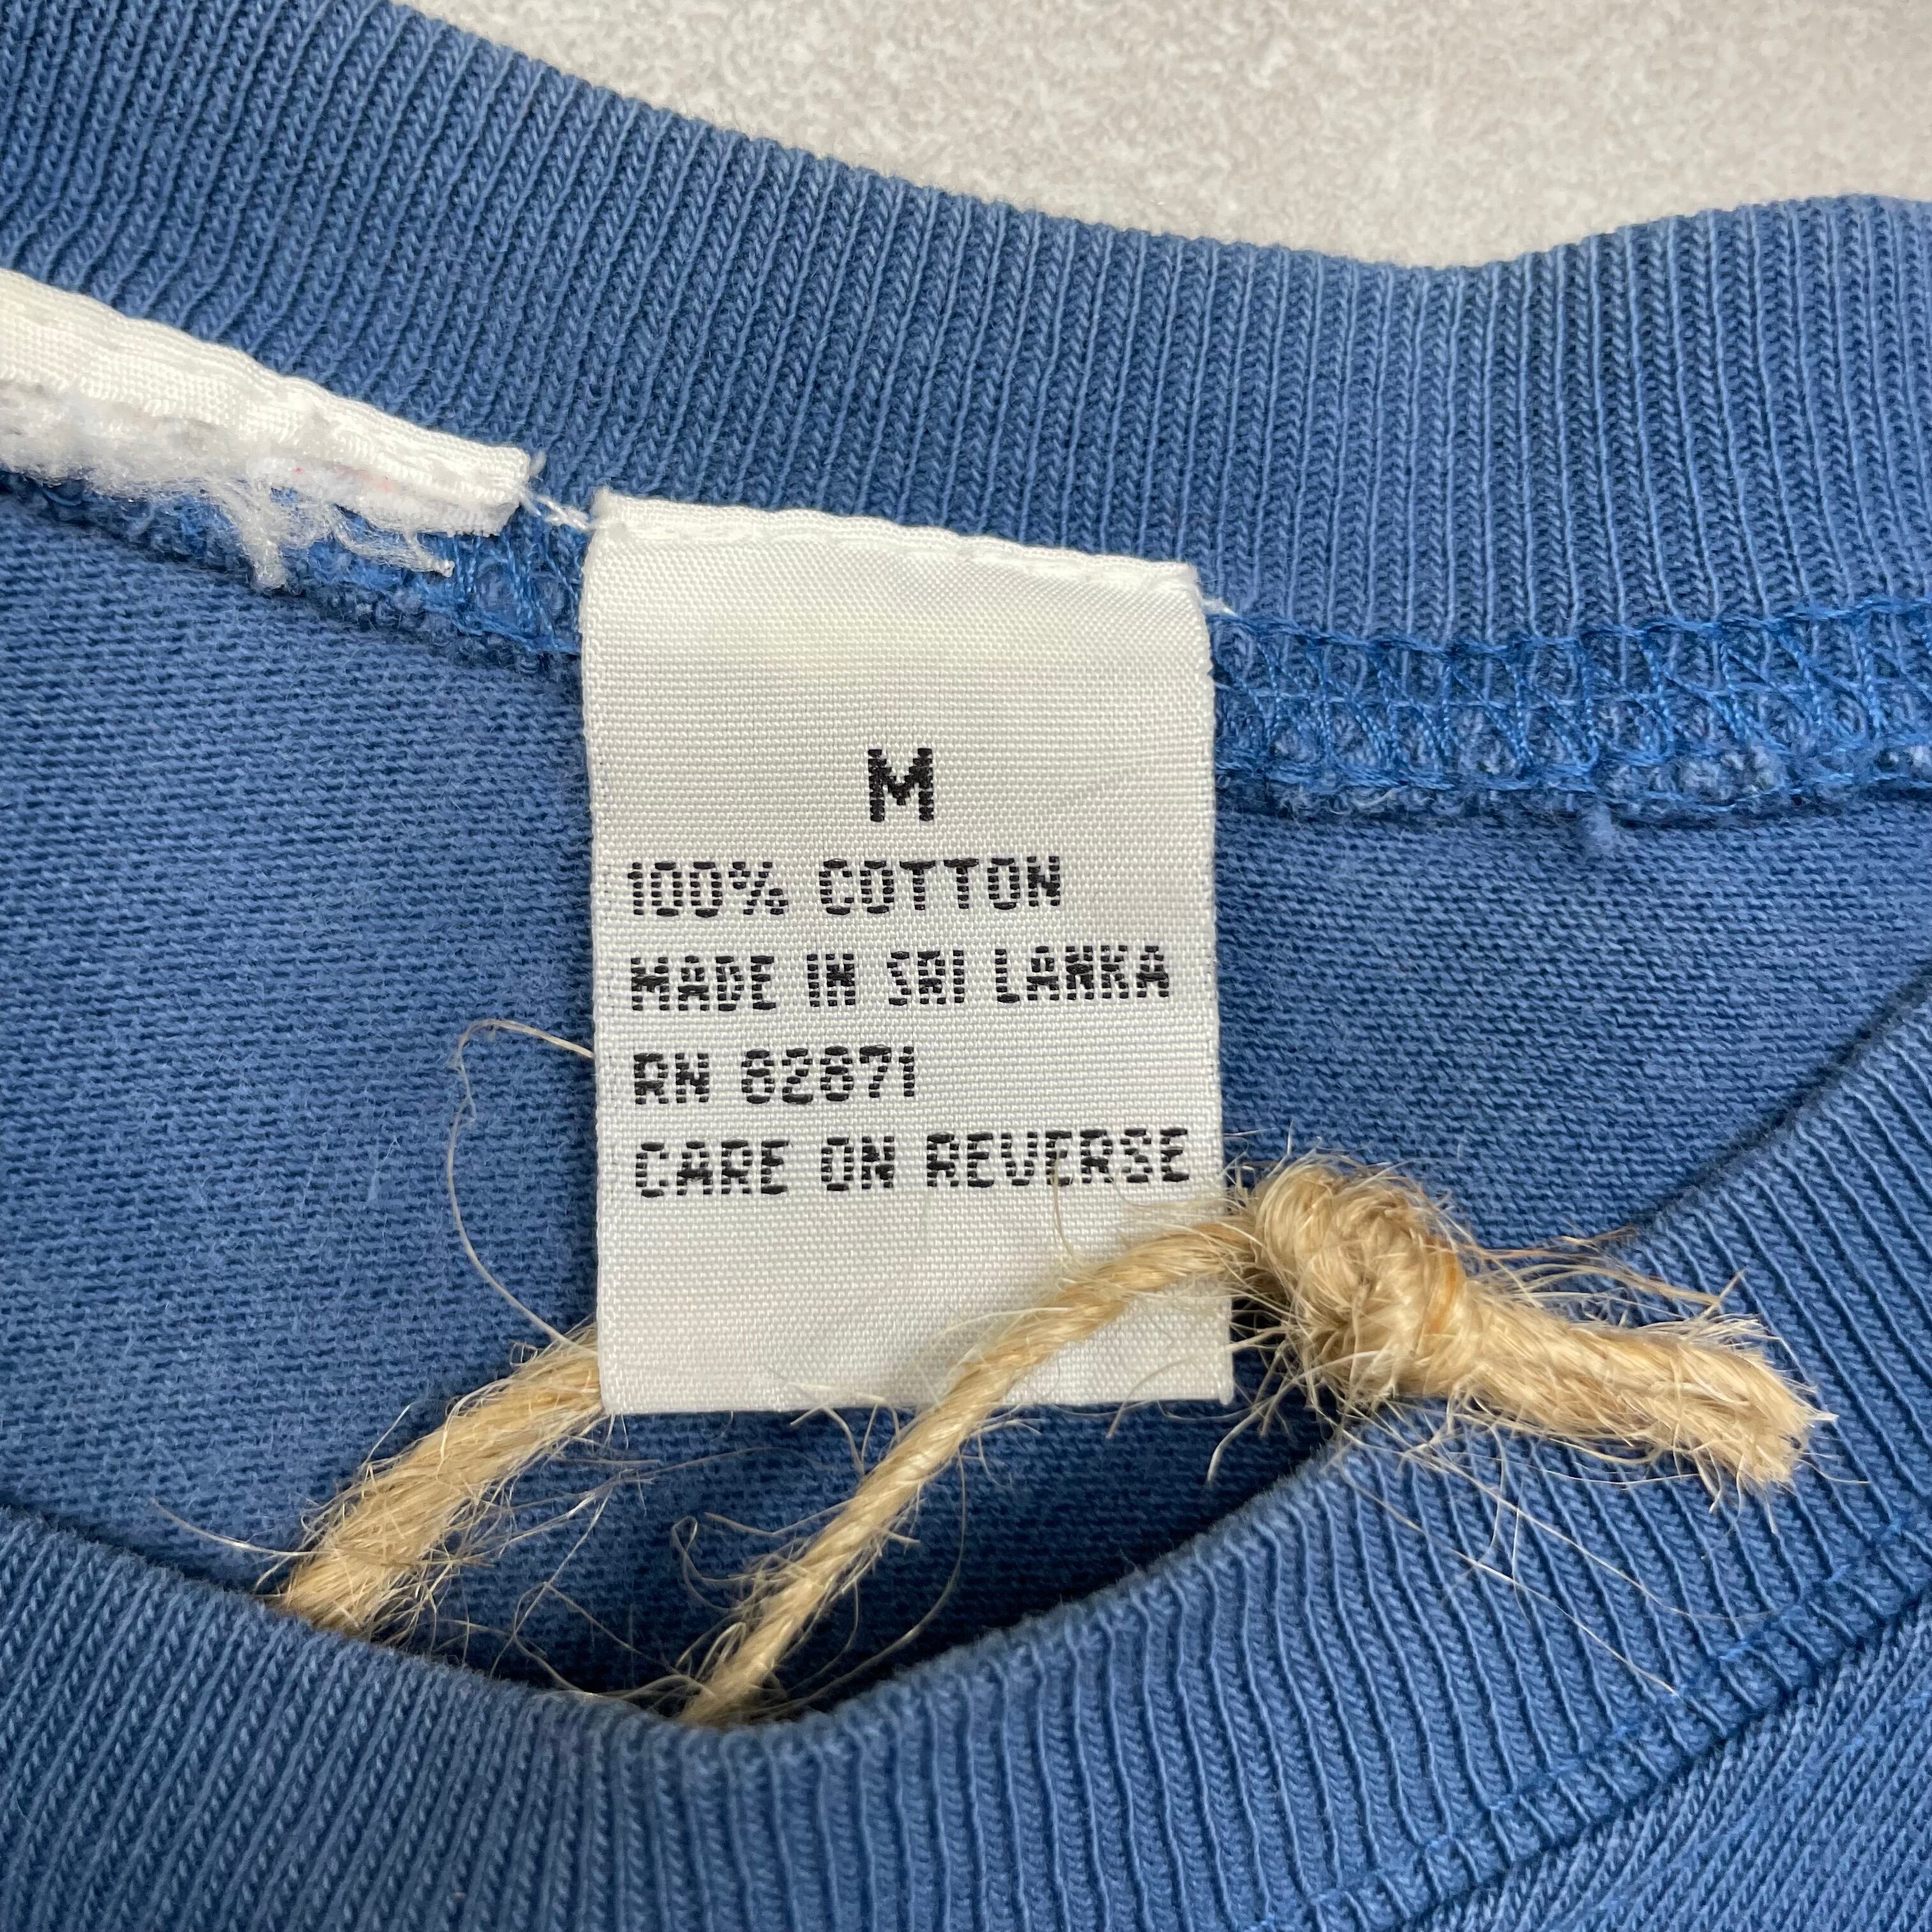 M
100% COTTON
MADE IN SRI LANKA
RN 82871
CARE ON REVERSE